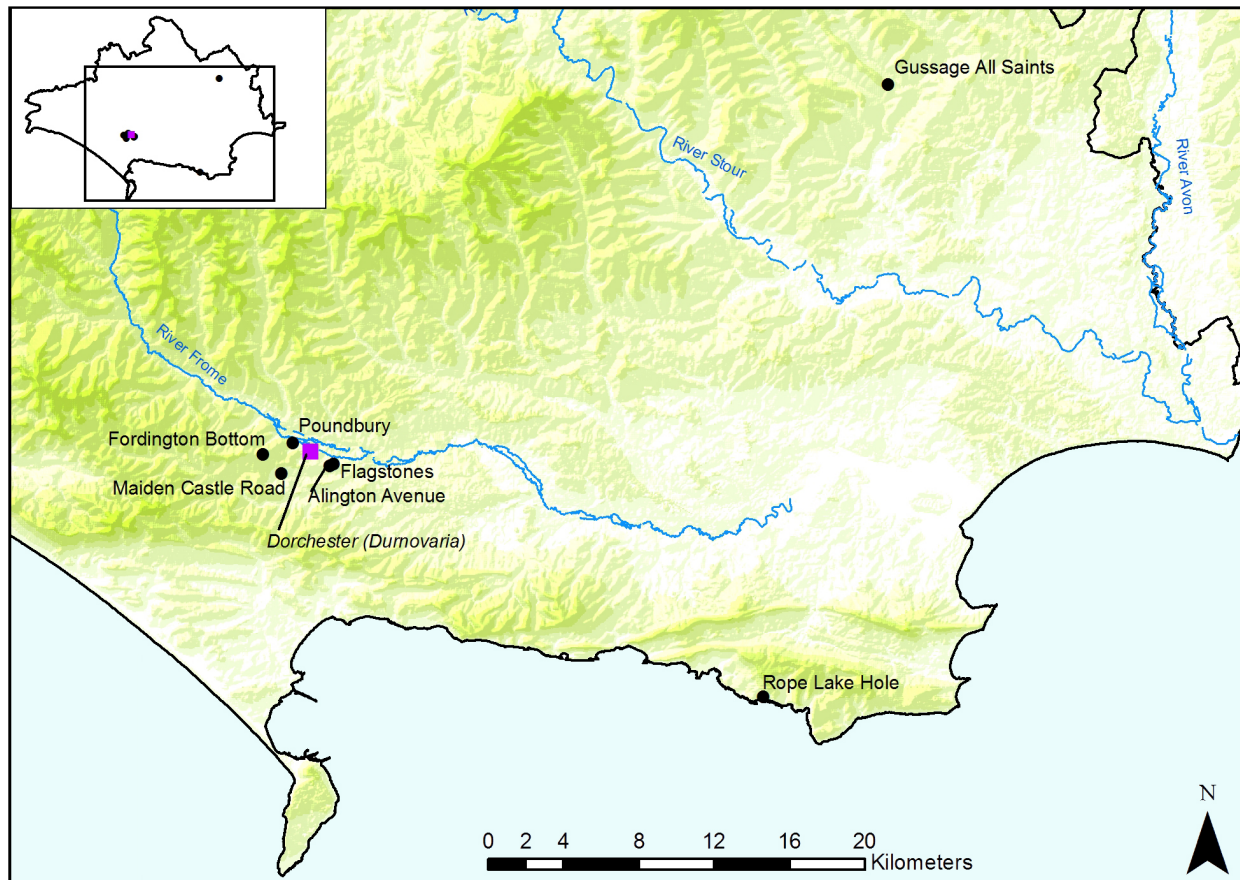 Gussage All Saints
River Stour
River Avon
River Frome
Poundbury
Fordington Bottom
Flagstones
Maiden Castle Road
Alington Avenue
Dorchester (Durnovaria)
Rope Lake Hole
N
0 2 4 8 12 16 20
Kilometers